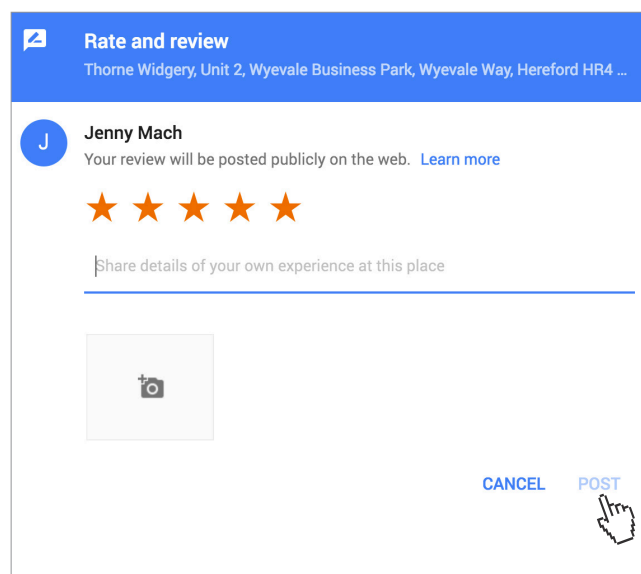 Rate and review
Thorne Widgery, Unit 2, Wyevale Business Park, Wyevale Way, Hereford HR4 ...
J
Jenny Mach
Your review will be posted publicly on the web. Learn more
Share details of your own experience at this place
CANCEL POST